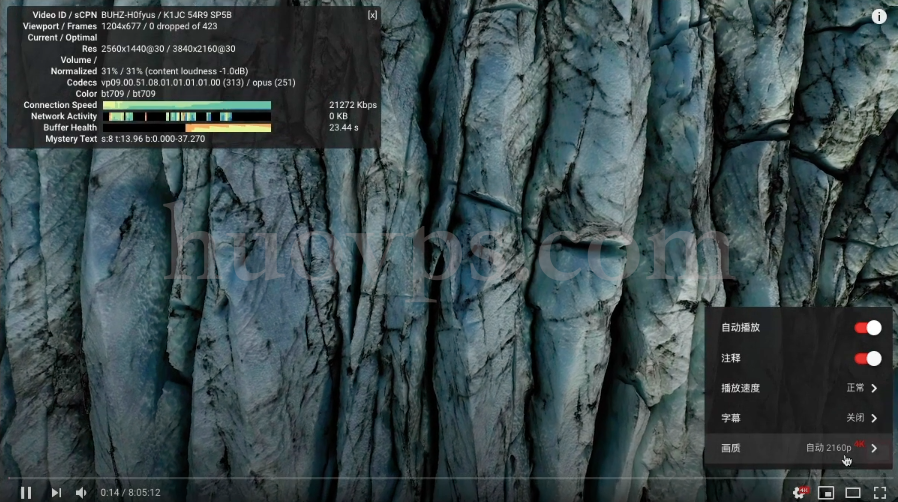 Video ID / sCPN BUHZ-H0fyus / K1JC 54R9 SP5B [x]
Viewport / Frames 1204x677 / 0 dropped of 423
Current / Optimal
Res 2560x1440@30 / 3840x2160@30
Volume /
Normalized 31% / 31% (content loudness -1.0dB)
Codecs vp09.00.51.08.01.01.01.01.00 (313) / opus (251)
Color bt709 / bt709
Connection Speed 21272 Kbps
Network Activity 0 KB
Buffer Health 23.44 s
Mystery Text s:8 t:13.96 b:0.000-37.270
i
hucvps.com
自动播放
注释
播放速度 正常
字幕 关闭
画质 自动 2160p 4K
0:14 / 8:05:12
4K